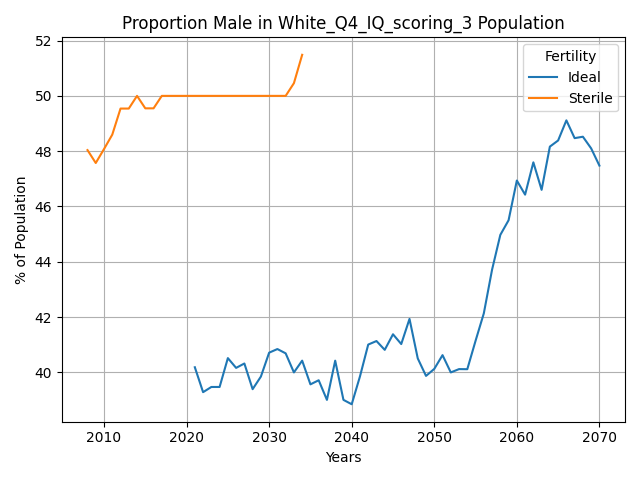 Proportion Male in White_Q4_IQ_scoring_3 Population
% of Population
52
50
48
46
44
42
40
Fertility
Ideal
Sterile
2010 2020 2030 2040 2050 2060 2070
Years